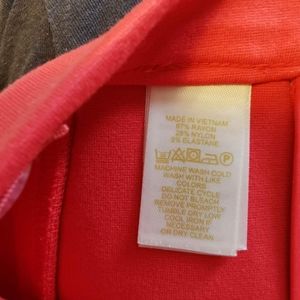 MADE IN VIETNAM
67% RAYON
28% NYLON
5% ELASTANE
P
MACHINE WASH COLD
WASH WITH LIKE
COLORS
DELICATE CYCLE
DO NOT BLEACH
REMOVE PROMPTLY
TUMBLE DRY LOW
COOL IRON IF
NECESSARY
OR DRY CLEAN